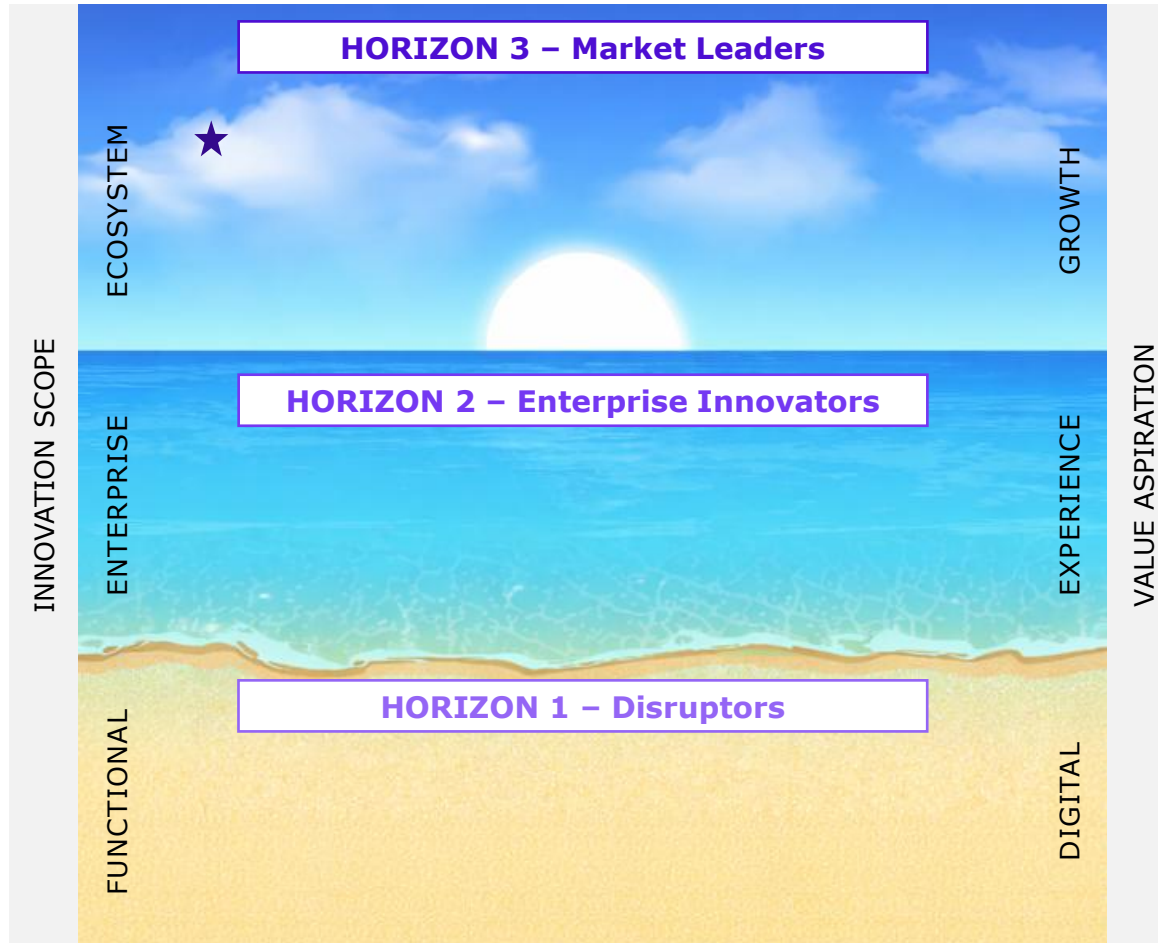 HORIZON 3 – Market Leaders
ECOSYSTEM
GROWTH
INNOVATION SCOPE
VALUE ASPIRATION
HORIZON 2 – Enterprise Innovators
ENTERPRISE
EXPERIENCE
HORIZON 1 – Disruptors
FUNCTIONAL
DIGITAL